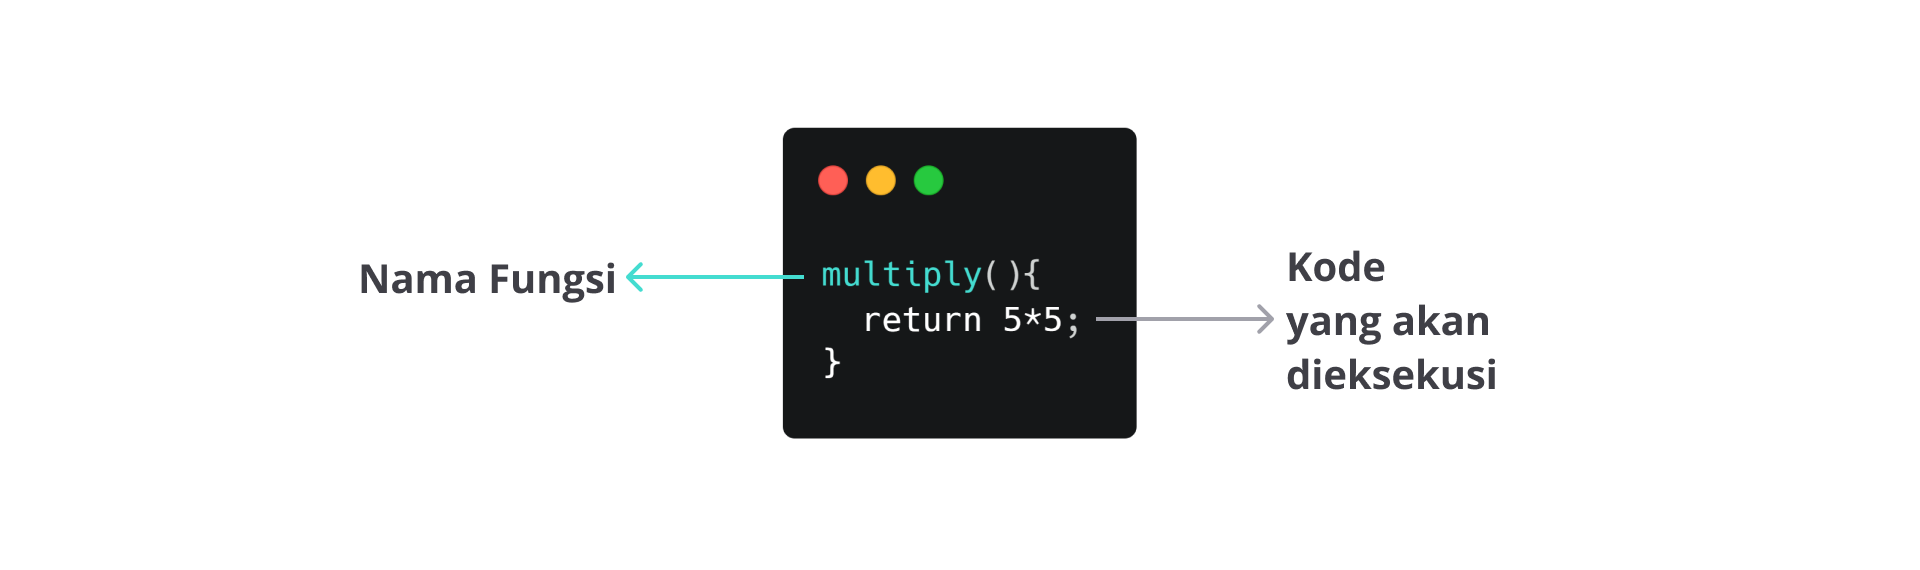 Nama Fungsi
multiply(){
return 5*5;
}
Kode
yang akan
dieksekusi